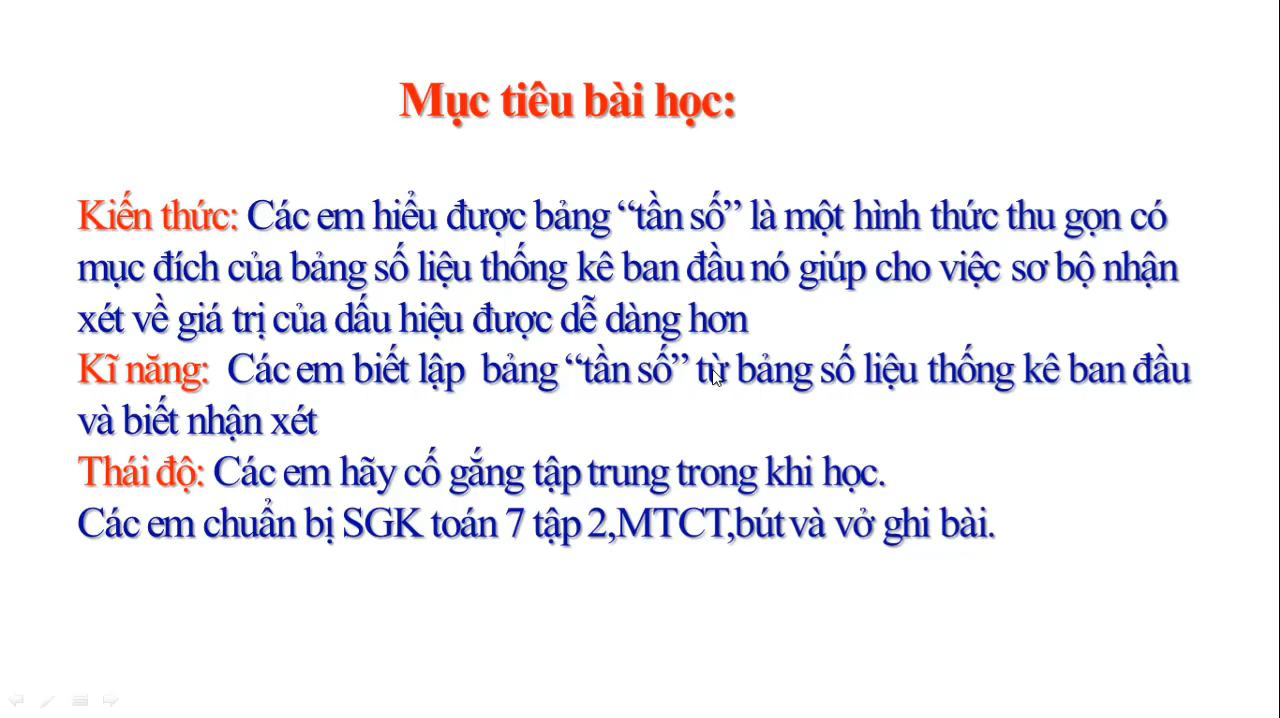 Mục tiêu bài học:
Kiến thức: Các em hiểu được bảng “tần số” là một hình thức thu gọn có
mục đích của bảng số liệu thống kê ban đầu nó giúp cho việc sơ bộ nhận
xét về giá trị của dấu hiệu được dễ dàng hơn
Kĩ năng: Các em biết lập bảng “tần số” từ bảng số liệu thống kê ban đầu
và biết nhận xét
Thái độ: Các em hãy cố gắng tập trung trong khi học.
Các em chuẩn bị SGK toán 7 tập 2,MTCT,bút và vở ghi bài.